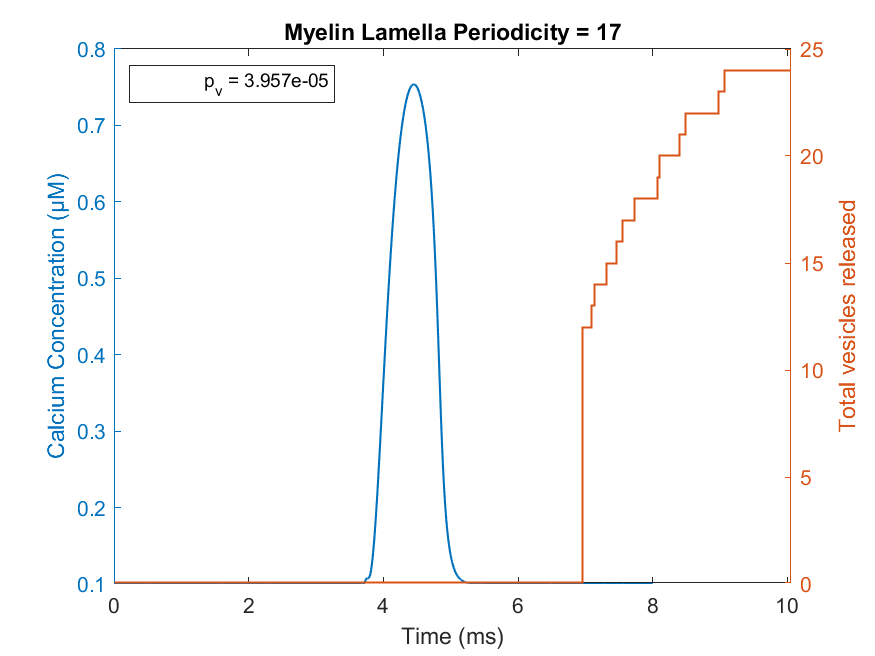 Myelin Lamella Periodicity = 17
p_v = 3.957e-05
Calcium Concentration (μM)
0.8
0.7
0.6
0.5
0.4
0.3
0.2
0.1
25
20
15
10
5
0
Total vesicles released
0 2 4 6 8 10
Time (ms)